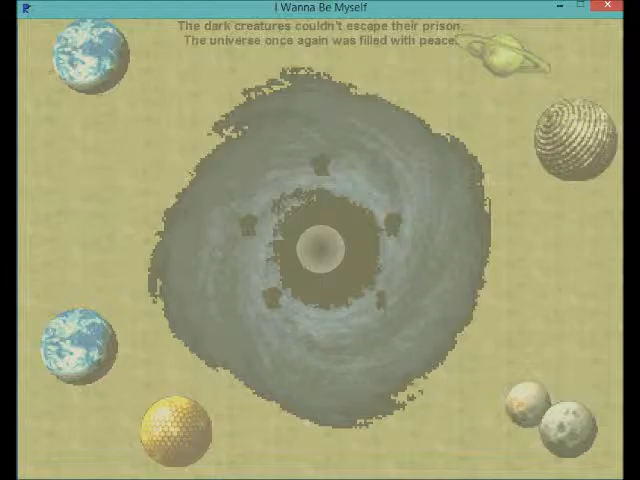 I Wanna Be Myself
The dark creatures couldn't escape their prison.
The universe once again was filled with peace.